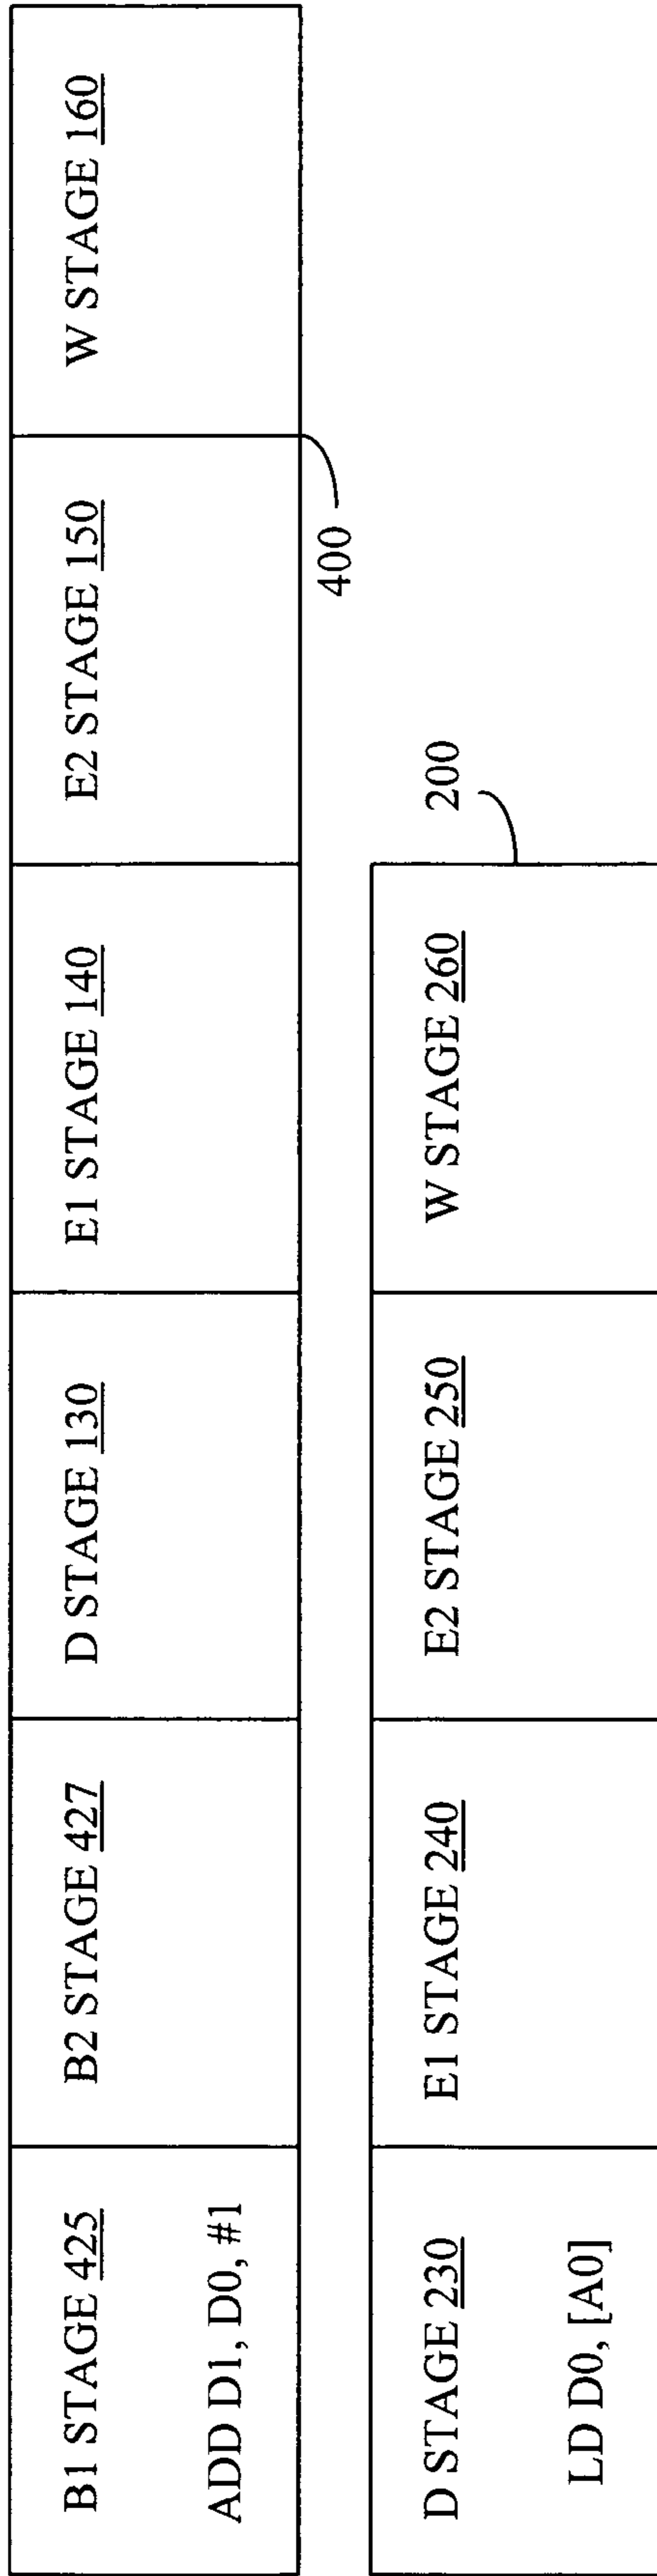 B1 STAGE 425
ADD D1, D0, #1
B2 STAGE 427
D STAGE 130
E1 STAGE 140
E2 STAGE 150
W STAGE 160
400
D STAGE 230
LD D0, [A0]
E1 STAGE 240
E2 STAGE 250
W STAGE 260
200